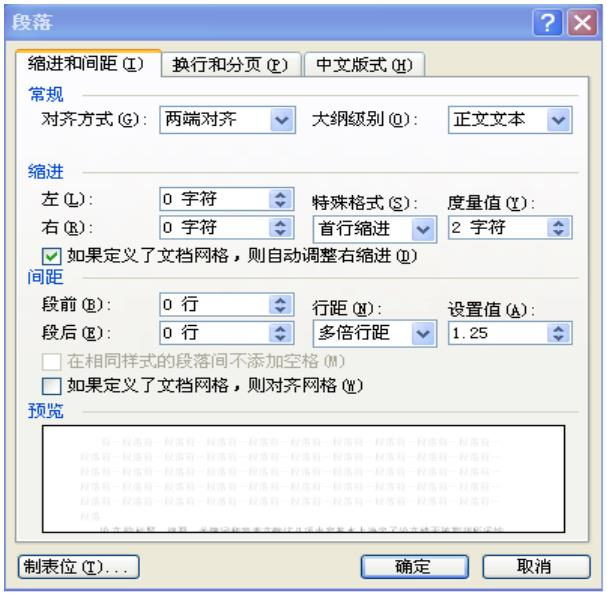 段落
缩进和间距(I) 换行和分页(P) 中文版式(H)
常规
对齐方式(G): 两端对齐 大纲级别(O): 正文文本
缩进
左(L): 0 字符 特殊格式(S): 度量值(Y):
右(R): 0 字符 首行缩进 2 字符
如果定义了文档网格，则自动调整右缩进(D)
间距
段前(B): 0 行 行距(N): 设置值(A):
段后(E): 0 行 多倍行距 1.25
在相同样式的段落间不添加空格(M)
如果定义了文档网格，则对齐网格(W)
预览
制表位(T)... 确定 取消